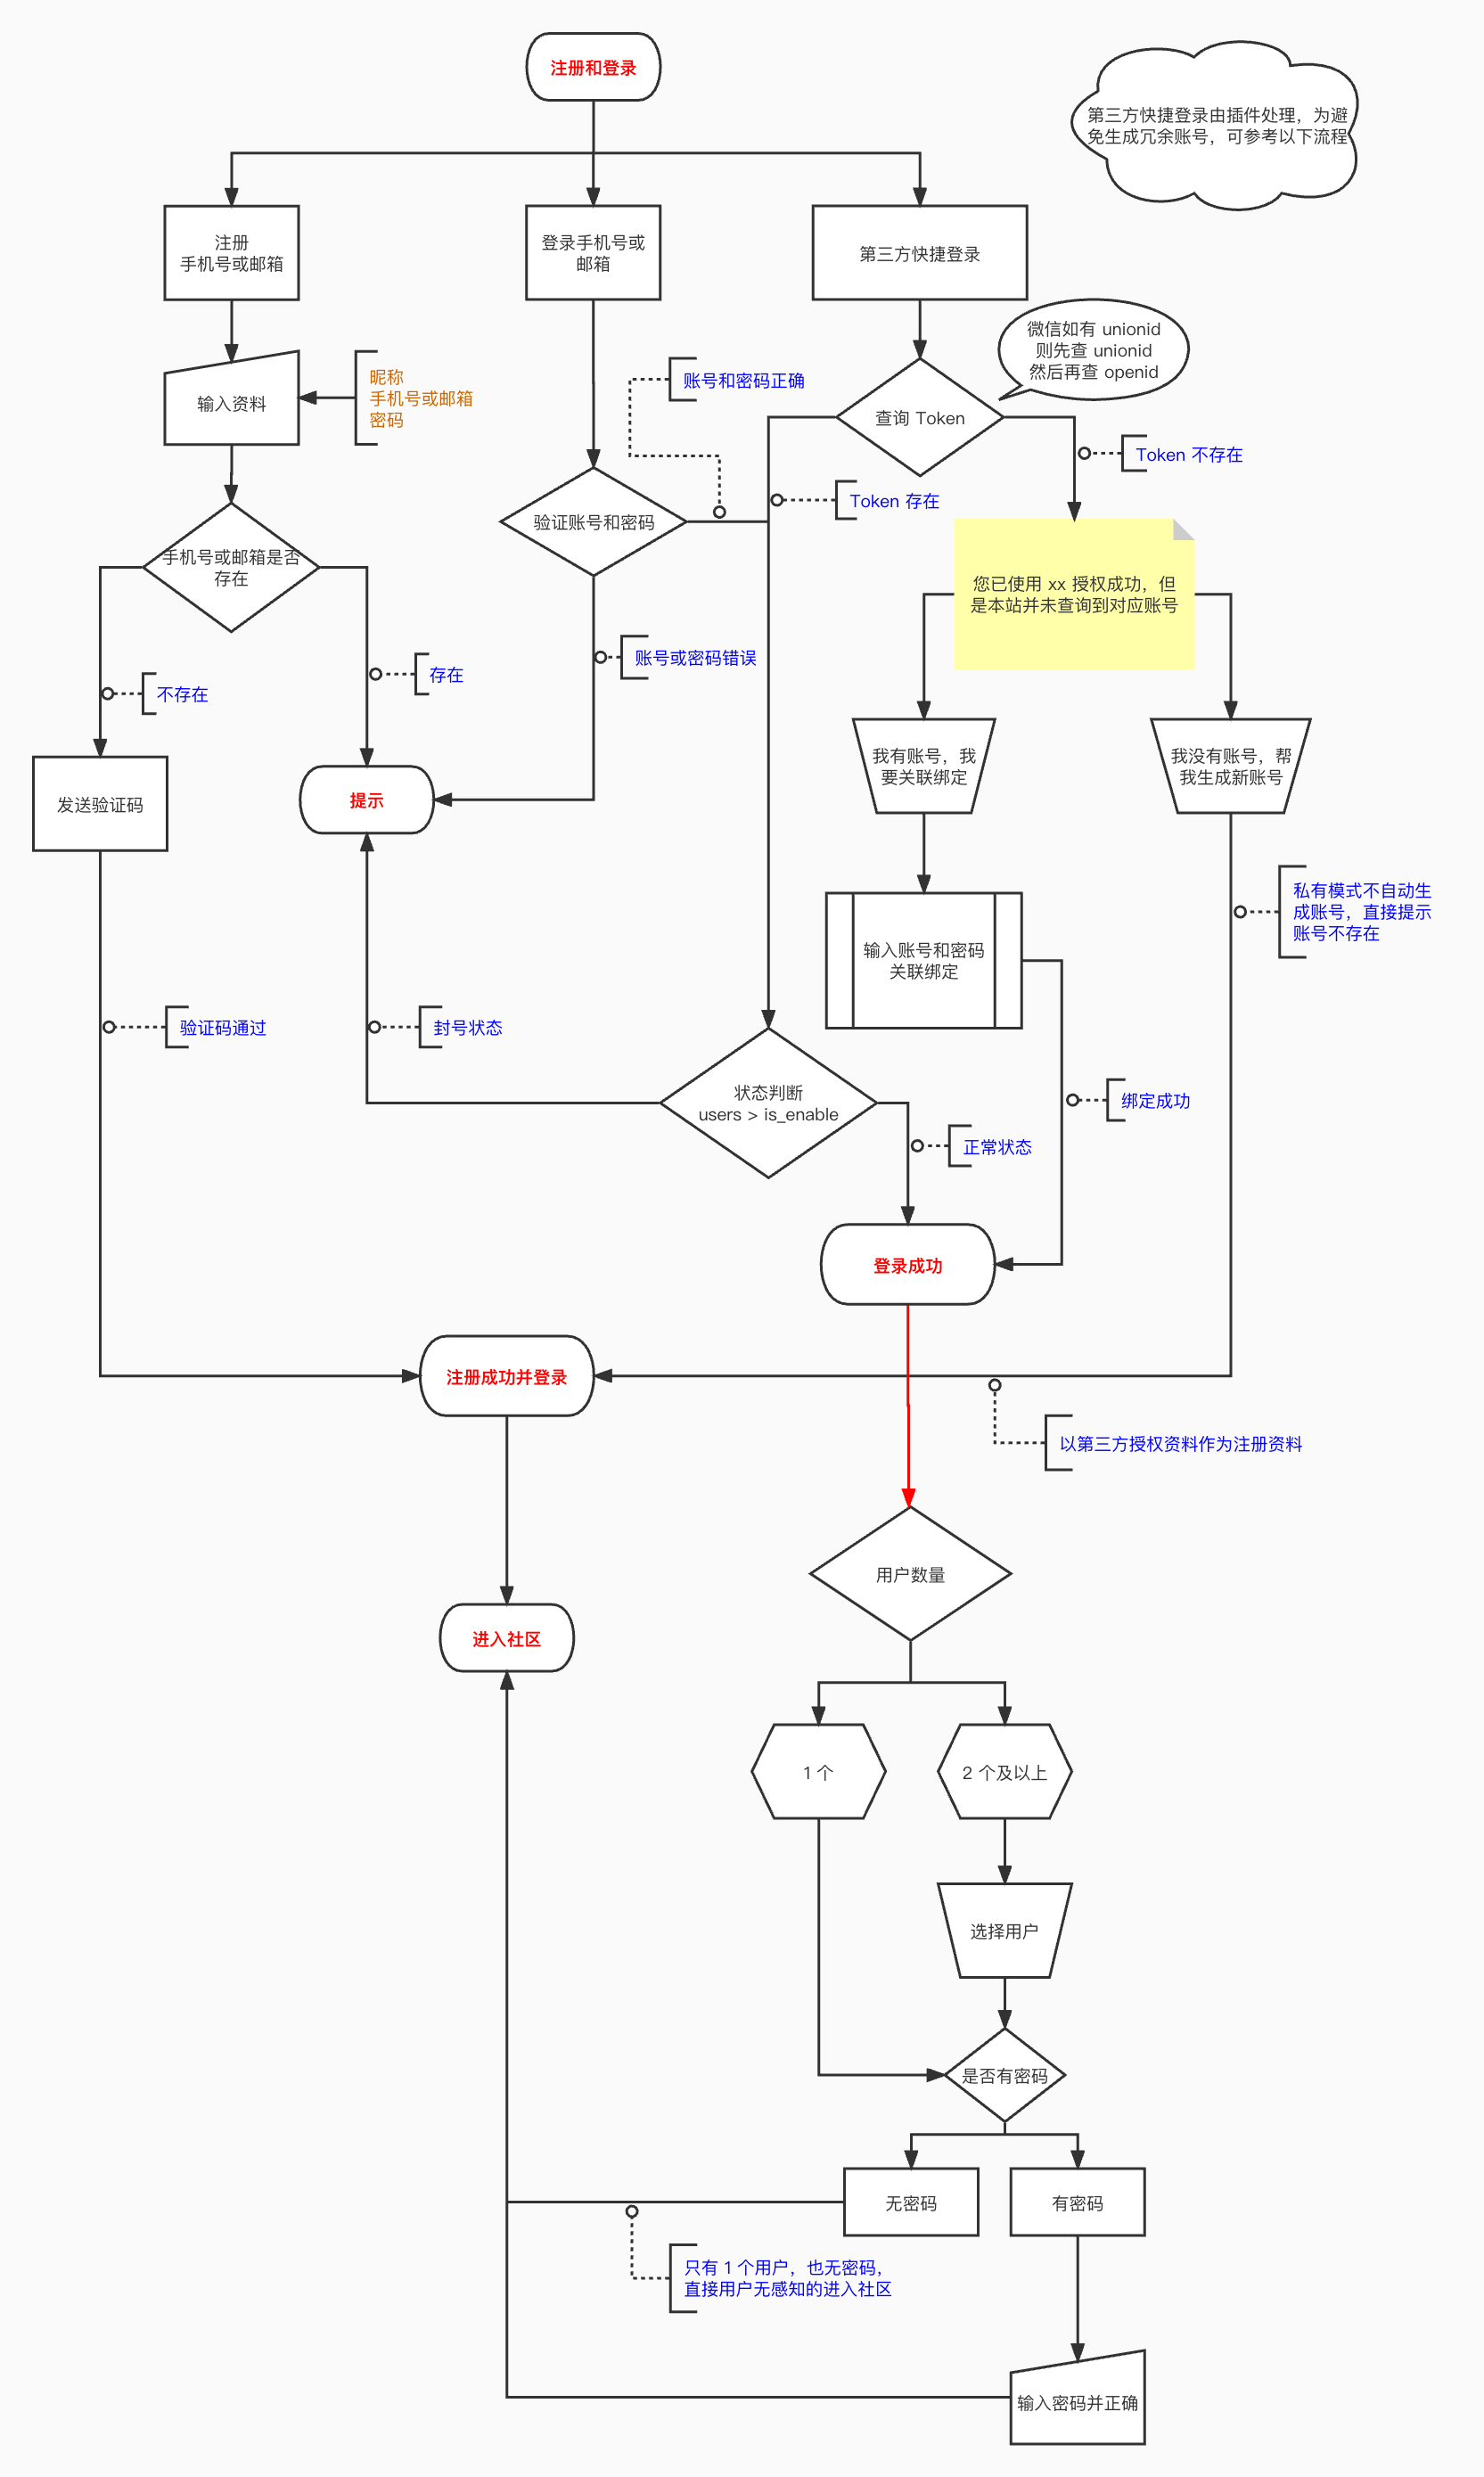 注册和登录
第三方快捷登录由插件处理，为避
免生成冗余账号，可参考以下流程
注册
手机号或邮箱
登录手机号或
邮箱
第三方快捷登录
微信如有 unionid
则先查 unionid
然后再查 openid
输入资料
昵称
手机号或邮箱
密码
账号和密码正确
查询 Token
Token 不存在
Token 存在
验证账号和密码
手机号或邮箱是否
存在
您已使用 xx 授权成功，但
是本站并未查询到对应账号
账号或密码错误
存在
不存在
我有账号，我
要关联绑定
我没有账号，帮
我生成新账号
发送验证码
提示
私有模式不自动生
成账号，直接提示
账号不存在
输入账号和密码
关联绑定
验证码通过
封号状态
状态判断
users > is_enable
绑定成功
正常状态
登录成功
注册成功并登录
以第三方授权资料作为注册资料
用户数量
进入社区
1 个
2 个及以上
选择用户
是否有密码
无密码
有密码
只有 1 个用户，也无密码，
直接用户无感知的进入社区
输入密码并正确